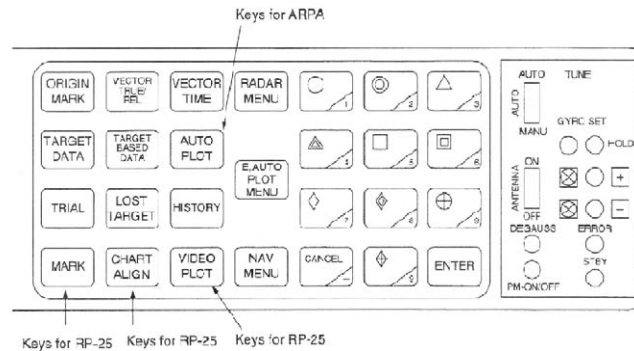 Keys for ARPA
ORIGIN MARK
VECTOR TRUE/ REL
VECTOR TIME
RADAR MENU
1
2
3
TARGET DATA
TARGET BASED DATA
AUTO PLOT
E,AUTO PLOT MENU
4
5
6
TRIAL
LOST TARGET
HISTORY
7
8
9
MARK
CHART ALIGN
VIDEO PLOT
NAV MENU
CANCEL
–
0
ENTER
AUTO
TUNE
AUTO
MANU
GYRC SET
HOLD
ANTENNA
ON
OFF
+
–
DEGAUSS
ERROR
PM-ON/OFF
STBY
Keys for RP-25
Keys for RP-25
Keys for RP-25